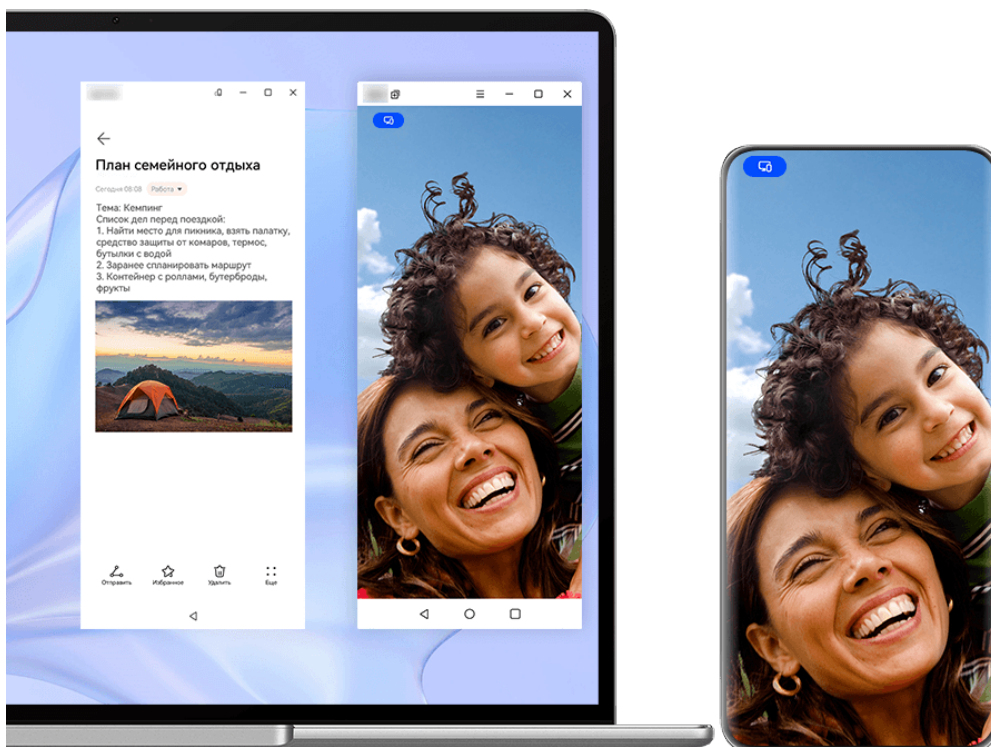 План семейного отдыха
Сегодня 08:08 Работа
Тема: Кемпинг
Список дел перед поездкой:
1. Найти место для пикника, взять палатку,
средство защиты от комаров, термос,
бутылки с водой
2. Заранее спланировать маршрут
3. Контейнер с роллами, бутерброды,
фрукты
Отправить Избранное Удалить Еще